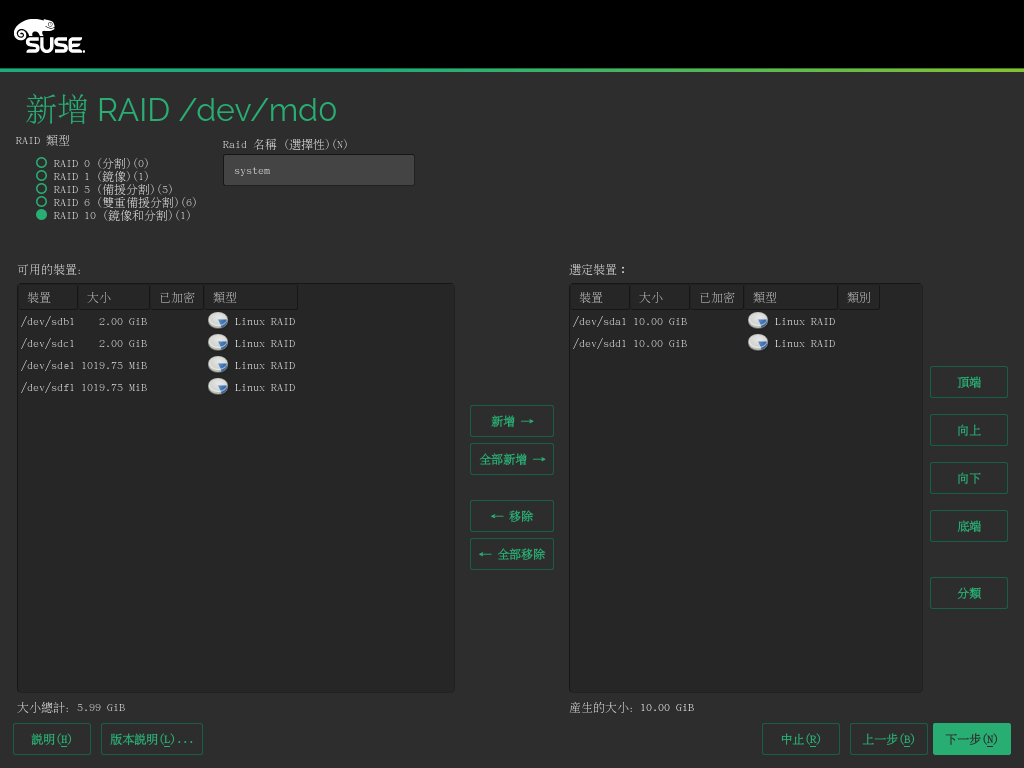 SUSE
新增 RAID /dev/md0
RAID 類型
RAID 0 (分割)(0)
RAID 1 (鏡像)(1)
RAID 5 (備援分割)(5)
RAID 6 (雙重備援分割)(6)
RAID 10 (鏡像和分割)(1)
Raid 名稱 (選擇性)(N)
system
可用的裝置:
裝置 大小 已加密 類型
/dev/sdb1 2.00 GiB Linux RAID
/dev/sdc1 2.00 GiB Linux RAID
/dev/sde1 1019.75 MiB Linux RAID
/dev/sdf1 1019.75 MiB Linux RAID
大小總計: 5.99 GiB
新增 →
全部新增 →
← 移除
← 全部移除
選定裝置：
裝置 大小 已加密 類型 類別
/dev/sda1 10.00 GiB Linux RAID
/dev/sdd1 10.00 GiB Linux RAID
產生的大小: 10.00 GiB
頂端
向上
向下
底端
分類
說明(H) 版本說明(L)... 中止(R) 上一步(B) 下一步(N)